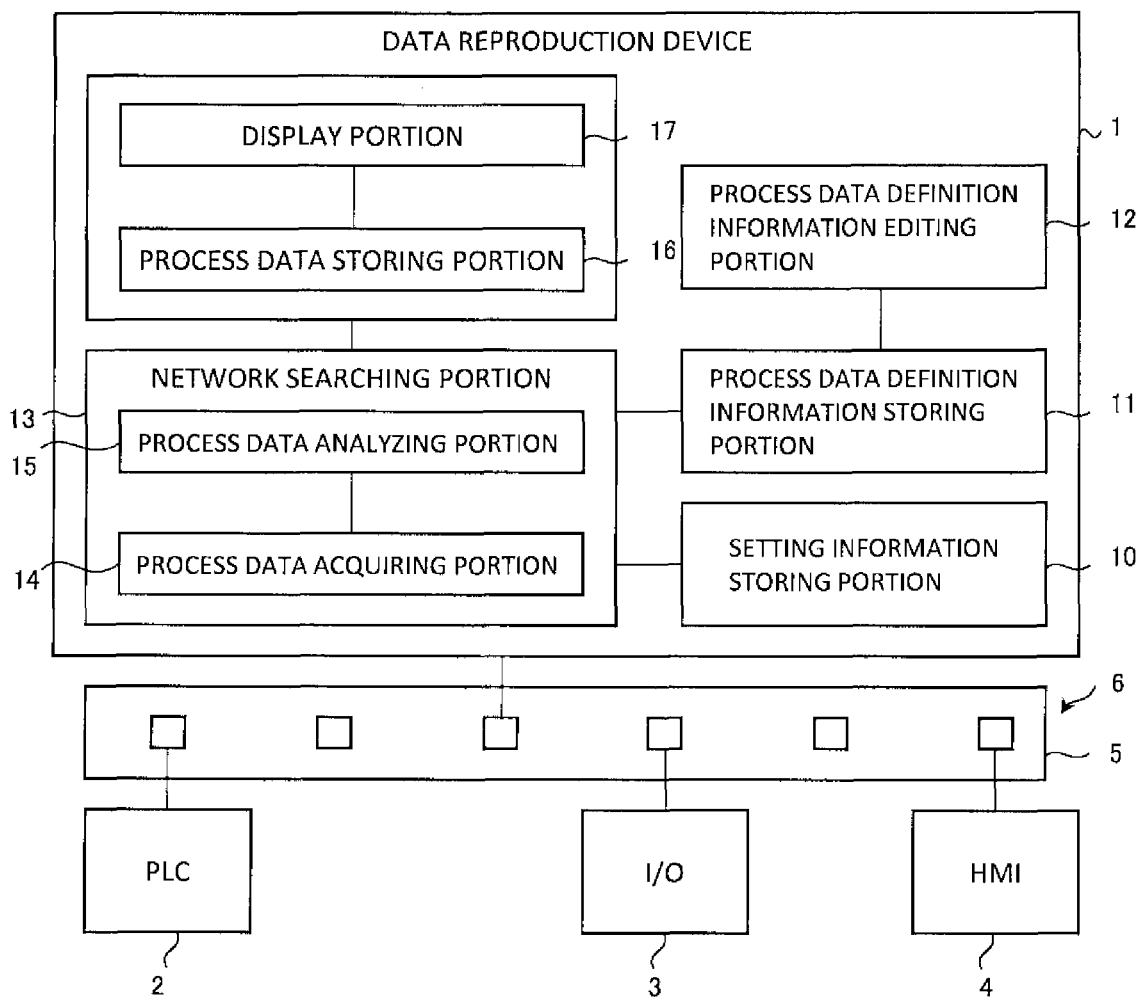 DATA REPRODUCTION DEVICE
DISPLAY PORTION
17
1
PROCESS DATA STORING PORTION
16
PROCESS DATA DEFINITION
INFORMATION EDITING
PORTION
12
NETWORK SEARCHING PORTION
13
PROCESS DATA ANALYZING PORTION
15
PROCESS DATA DEFINITION
INFORMATION STORING
PORTION
11
PROCESS DATA ACQUIRING PORTION
14
SETTING INFORMATION
STORING PORTION
10
6
5
PLC
I/O
HMI
2
3
4